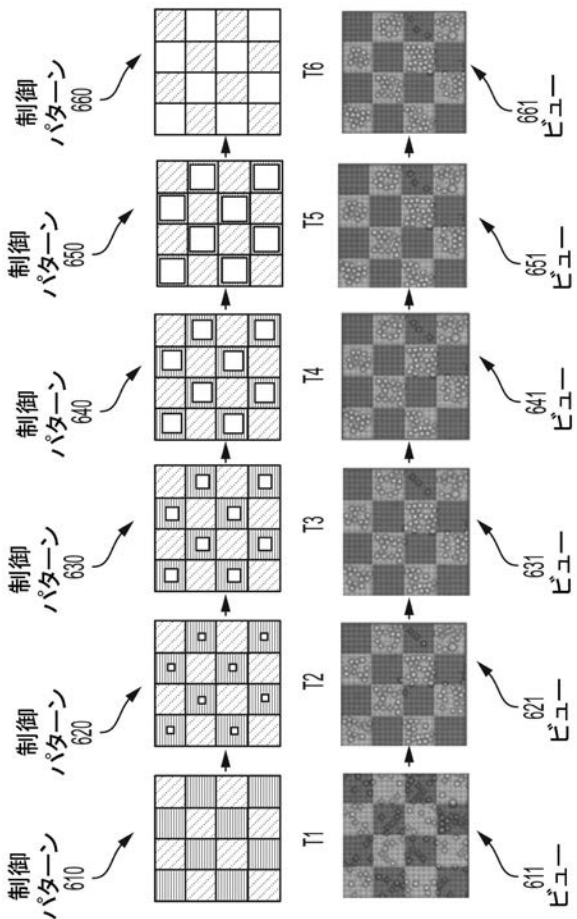 制御
パターン
610
制御
パターン
620
制御
パターン
630
制御
パターン
640
制御
パターン
650
制御
パターン
660
T1
T2
T3
T4
T5
T6
611
ビュー
621
ビュー
631
ビュー
641
ビュー
651
ビュー
661
ビュー